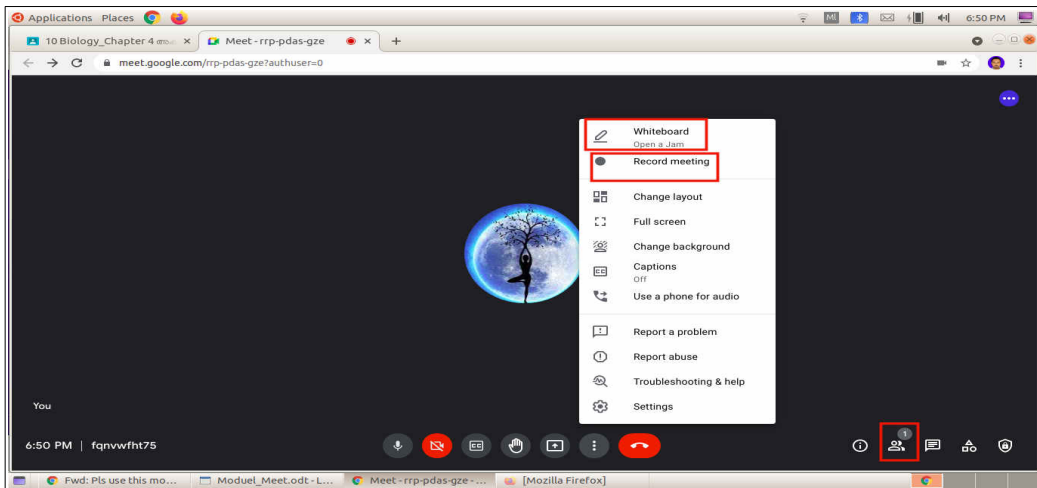 Applications Places MI 6:50 PM
10 Biology_Chapter 4 Meet - rrp-pdas-gze
meet.google.com/rrp-pdas-gze?authuser=0
Whiteboard
Open a Jam
Record meeting
Change layout
Full screen
Change background
CC Captions
Off
Use a phone for audio
Report a problem
Report abuse
Troubleshooting & help
Settings
You
6:50 PM | fqnvwfht75 CC 1
Fwd: Pls use this mo... Moduel_Meet.odt - L... Meet - rrp-pdas-gze - ... [Mozilla Firefox]